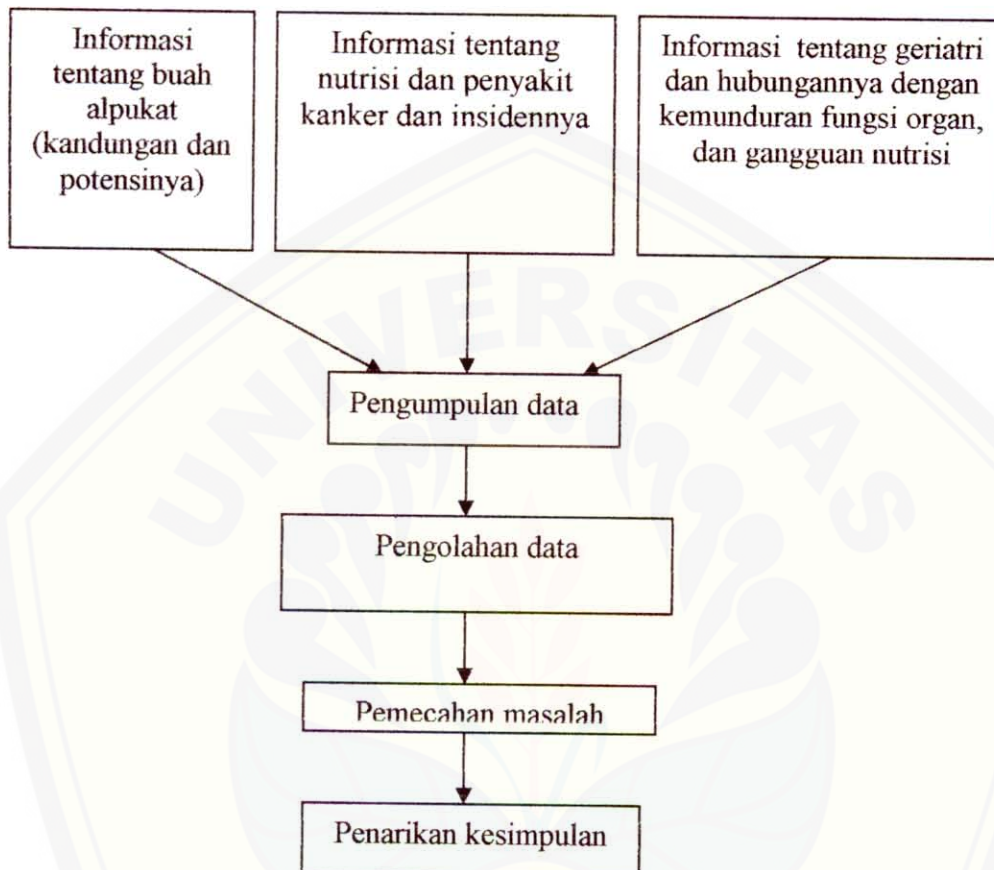 Informasi
tentang buah
alpukat
(kandungan dan
potensinya)
Informasi tentang
nutrisi dan penyakit
kanker dan insidennya
Informasi tentang geriatri
dan hubungannya dengan
kemunduran fungsi organ,
dan gangguan nutrisi
UNIVERSITAS
Pengumpulan data
Pengolahan data
Pemecahan masalah
Penarikan kesimpulan